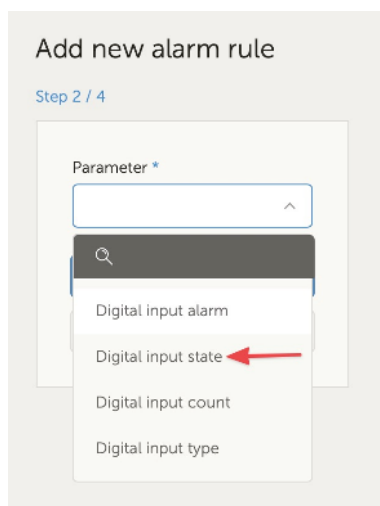 Add new alarm rule
Step 2 / 4
Parameter *
Digital input alarm
Digital input state
Digital input count
Digital input type